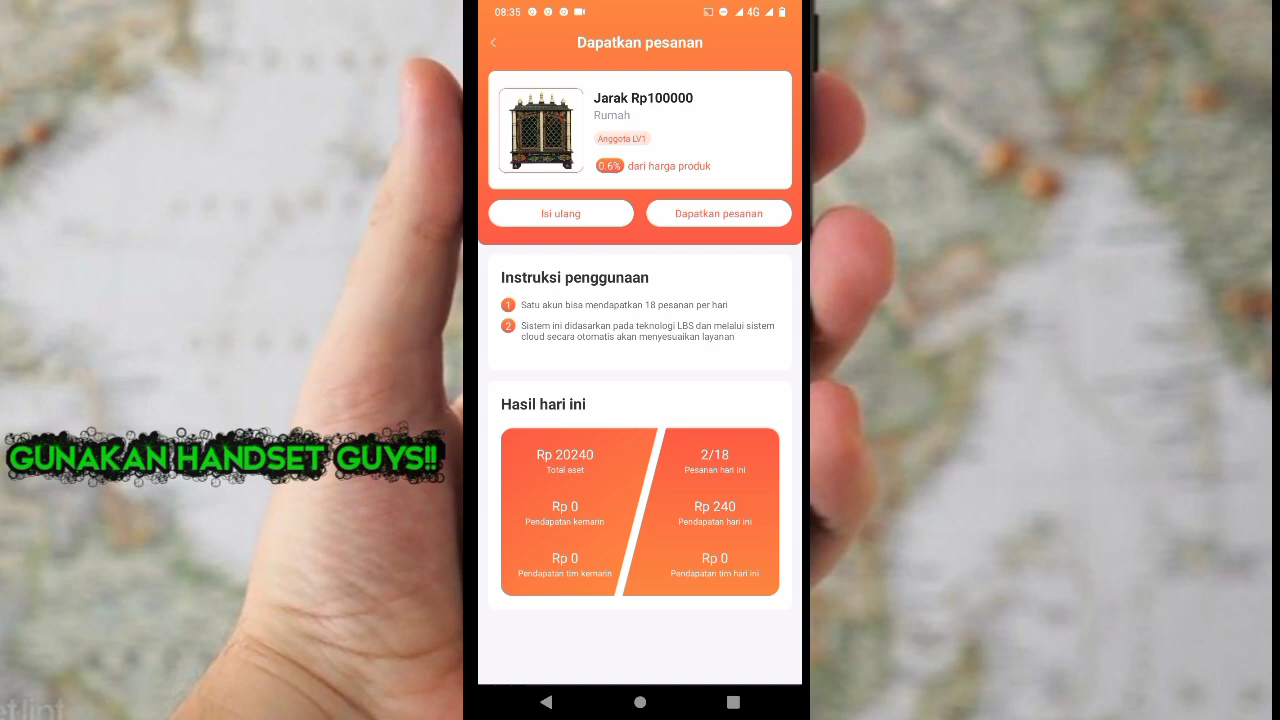 08:35
4G
Dapatkan pesanan
Jarak Rp100000
Rumah
Anggota LV1
0.6% dari harga produk
Isi ulang
Dapatkan pesanan
Instruksi penggunaan
1 Satu akun bisa mendapatkan 18 pesanan per hari
2 Sistem ini didasarkan pada teknologi LBS dan melalui sistem
cloud secara otomatis akan menyesuaikan layanan
Hasil hari ini
Rp 20240
Total aset
2/18
Pesanan hari ini
Rp 0
Pendapatan kemarin
Rp 240
Pendapatan hari ini
Rp 0
Pendapatan tim kemarin
Rp 0
Pendapatan tim hari ini
GUNAKAN HANDSET GUYS!!